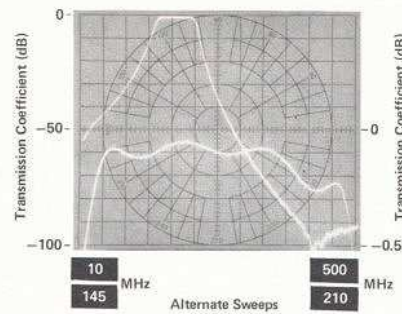 0
-50
-100
Transmission Coefficient (dB)
0
-0.5
Transmission Coefficient (dB)
10
145
MHz
Alternate Sweeps
500
210
MHz